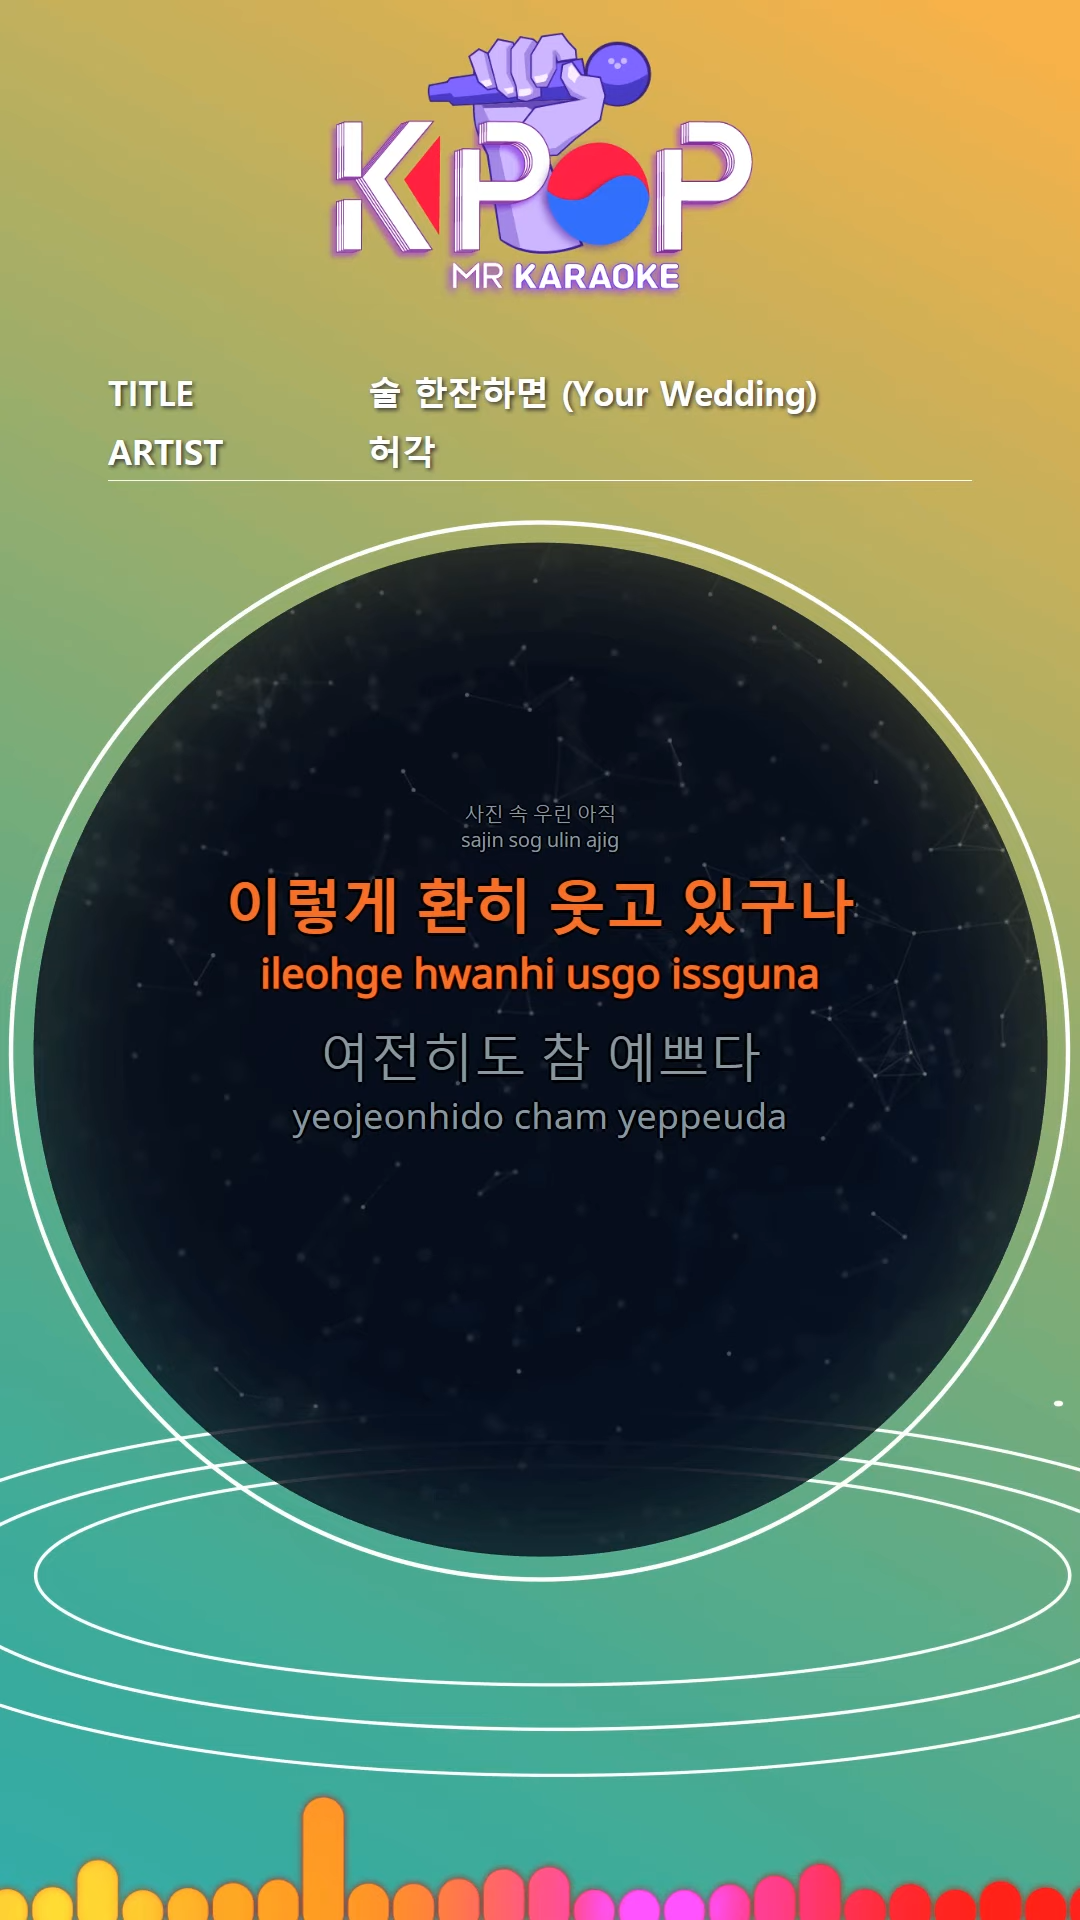 KPOP
MR KARAOKE
TITLE 술 한잔하면 (Your Wedding)
ARTIST 허각
사진 속 우린 아직
sajin sog ulin ajig
이렇게 환히 웃고 있구나
ileohge hwanhi usgo issguna
여전히도 참 예쁘다
yeojeonhido cham yeppeuda